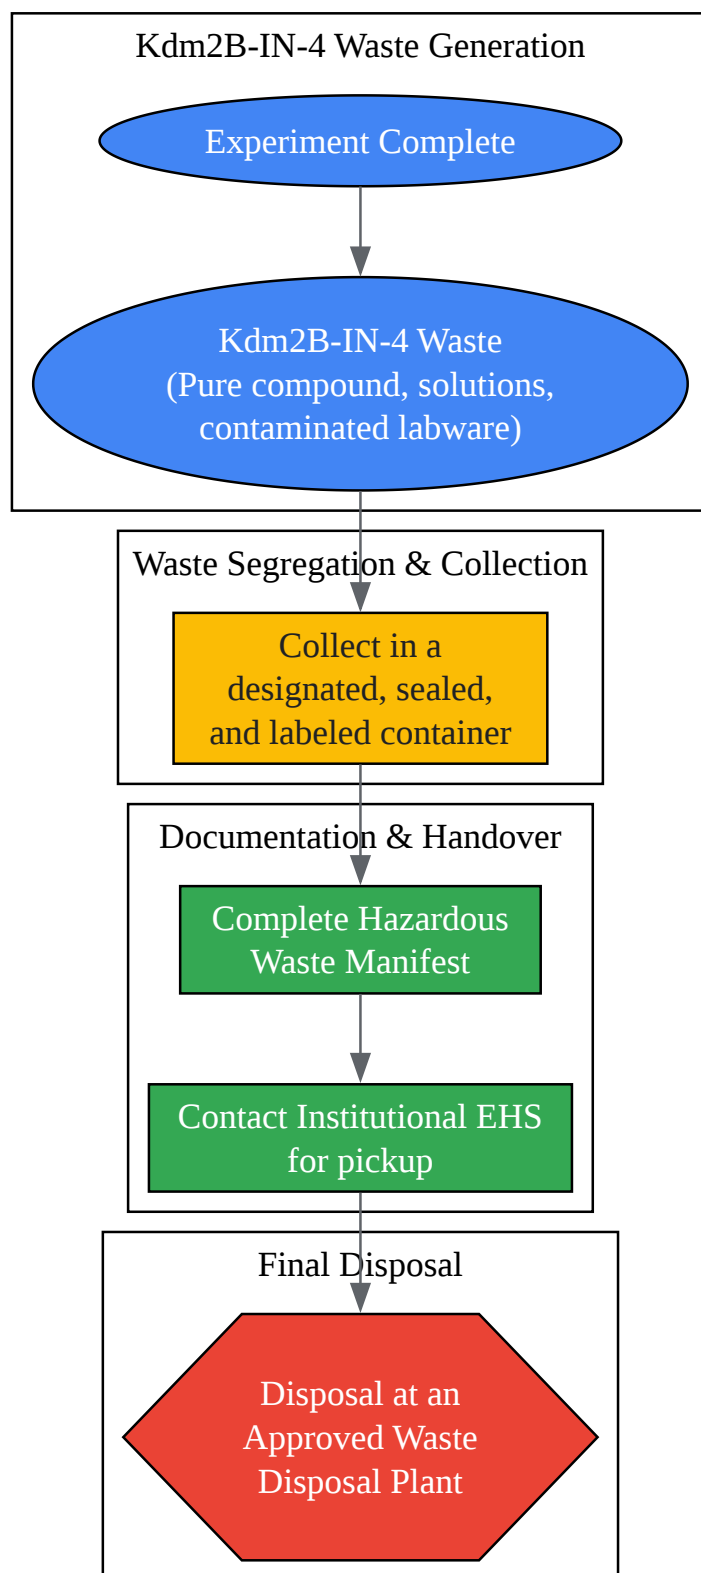 Kdm2B-IN-4 Waste Generation
Experiment Complete
Kdm2B-IN-4 Waste
(Pure compound, solutions,
contaminated labware)
Waste Segregation & Collection
Collect in a
designated, sealed,
and labeled container
Documentation & Handover
Complete Hazardous
Waste Manifest
Contact Institutional EHS
for pickup
Final Disposal
Disposal at an
Approved Waste
Disposal Plant